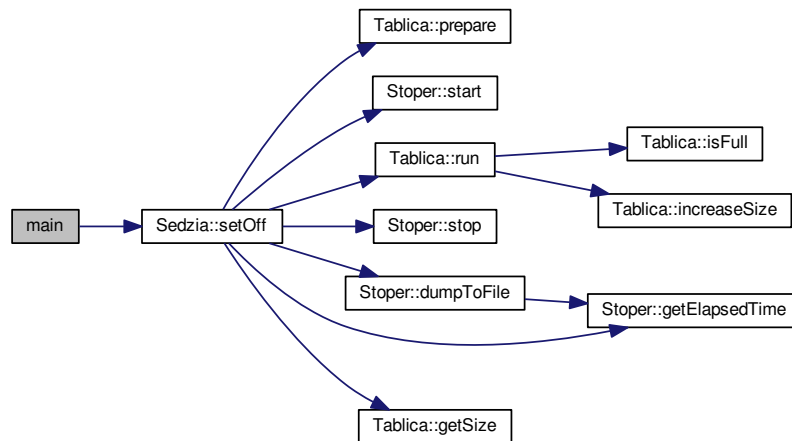 Tablica::prepare
Stoper::start
Tablica::isFull
Tablica::run
Tablica::increaseSize
main
Sedzia::setOff
Stoper::stop
Stoper::dumpToFile
Stoper::getElapsedTime
Tablica::getSize